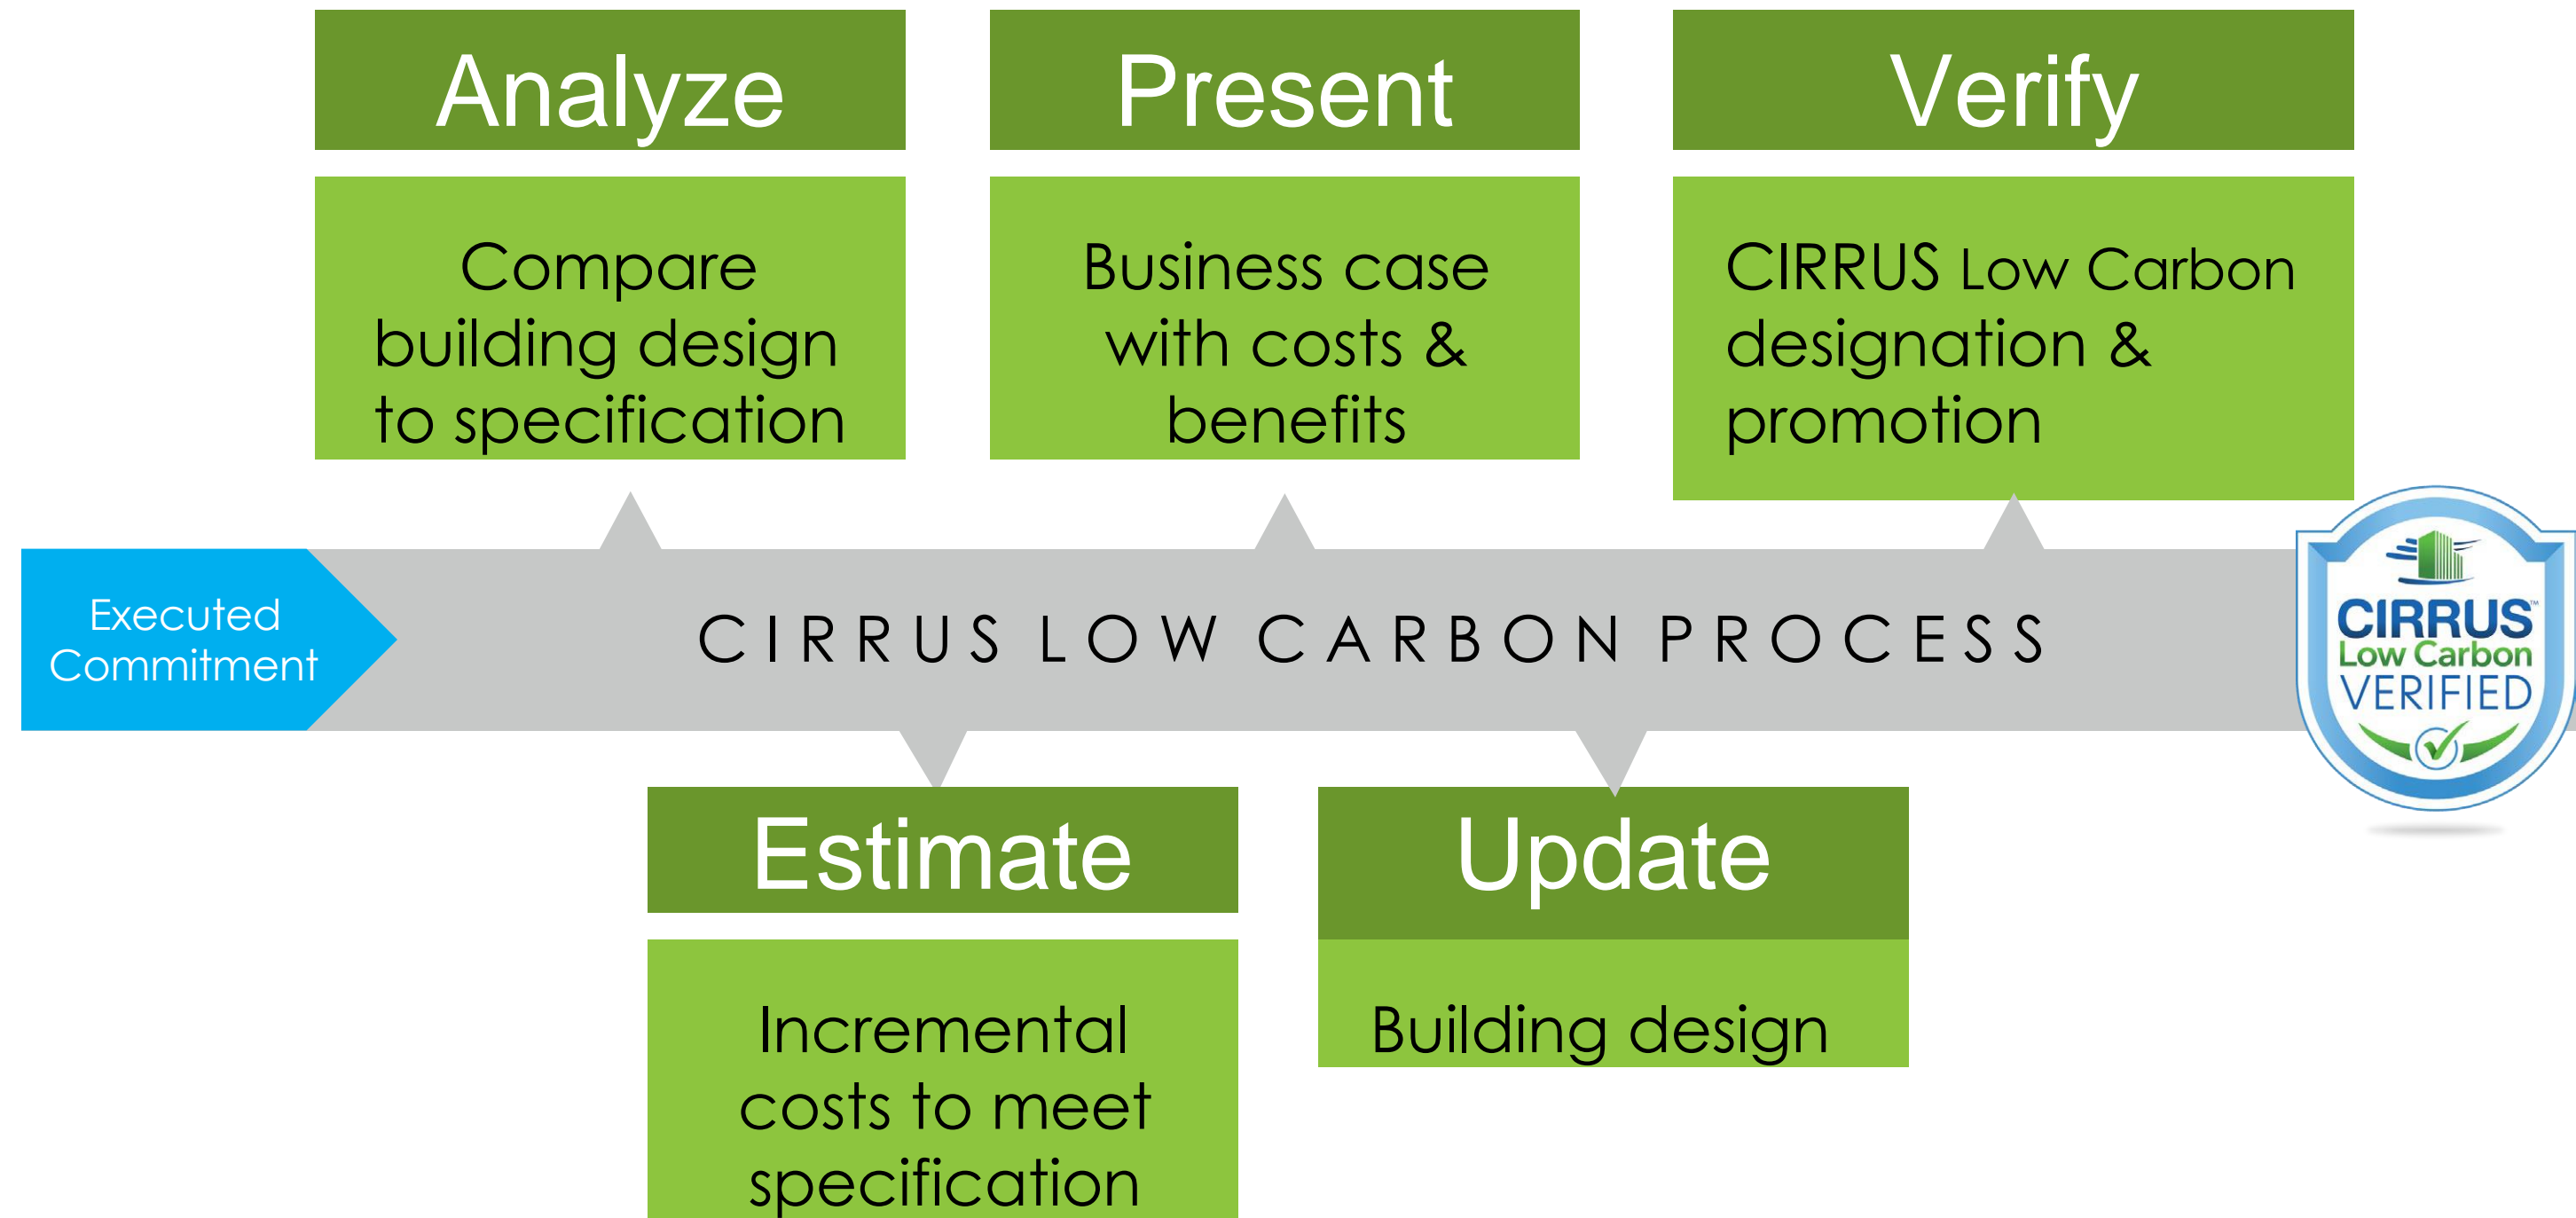 Analyze
Compare
building design
to specification
Present
Business case
with costs &
benefits
Verify
CIRRUS Low Carbon
designation &
promotion
Executed
Commitment
CIRRUS LOW CARBON PROCESS
CIRRUS™
Low Carbon
VERIFIED
Estimate
Incremental
costs to meet
specification
Update
Building design